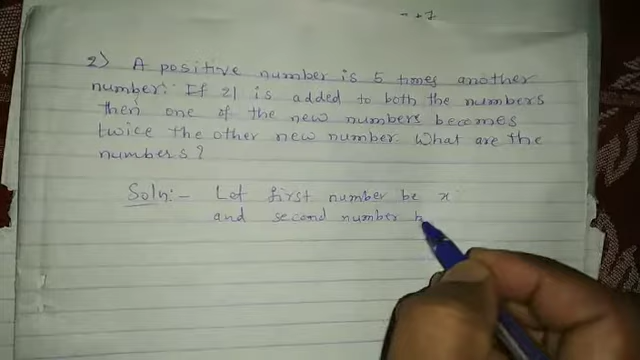 2) A positive number is 5 times another
number. If 21 is added to both the numbers
then one of the new numbers becomes
twice the other new number. What are the
numbers?
Soln:- Let first number be x
and second number b